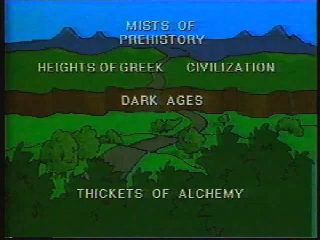 MISTS OF
PREHISTORY
HEIGHTS OF GREEK CIVILIZATION
DARK AGES
THICKETS OF ALCHEMY